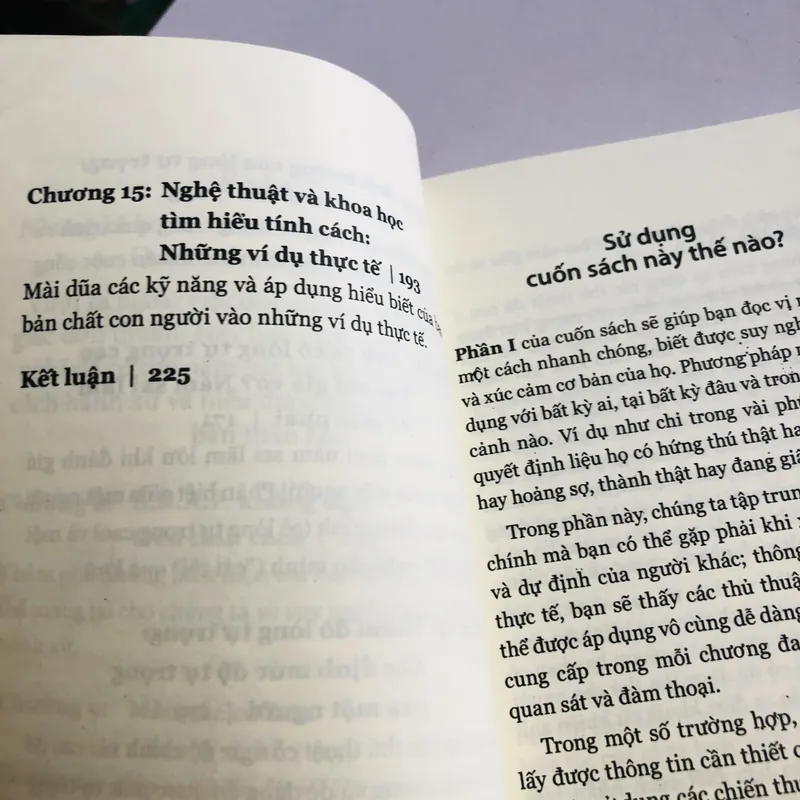 Chương 15: Nghệ thuật và khoa học
tìm hiểu tính cách:
Những ví dụ thực tế | 193
Mài dũa các kỹ năng và áp dụng hiểu biết của
bản chất con người vào những ví dụ thực tế.
Kết luận | 225
Sử dụng
cuốn sách này thế nào?
Phần I của cuốn sách sẽ giúp bạn đọc vị
một cách nhanh chóng, biết được suy
và xúc cảm cơ bản của họ. Phương pháp
dụng với bất kỳ ai, tại bất kỳ đâu và
cảnh nào. Ví dụ như chỉ trong vài
quyết định liệu họ có hứng thú thật
hay hoảng sợ, thành thật hay đang
Trong phần này, chúng ta tập
chính mà bạn có thể gặp phải khi
và dự định của người khác; thông
thực tế, bạn sẽ thấy các thủ
thể được áp dụng vô cùng dễ dàng
cung cấp trong mỗi chương
quan sát và đàm thoại.
Trong một số trường hợp,
lấy được thông tin cần thiết
dụng các chiến